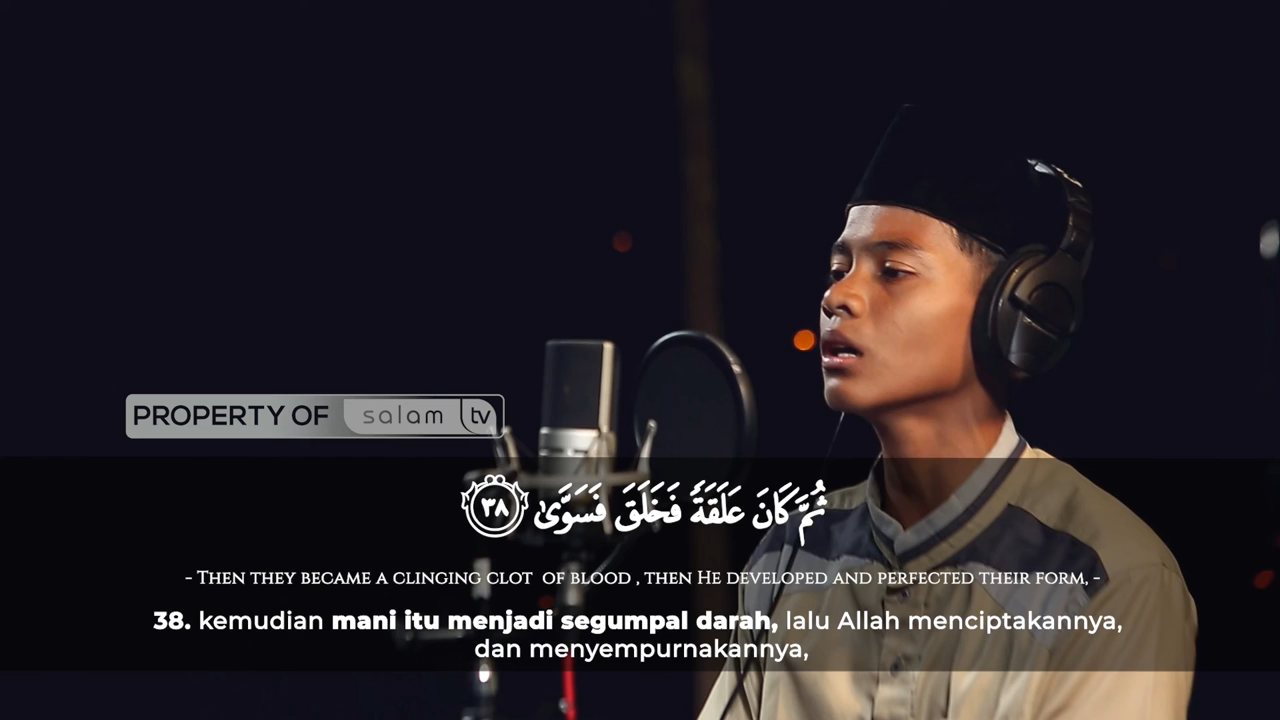 PROPERTY OF salam tv
ثُمَّ كَانَ عَلَقَةً فَخَلَقَ فَسَوَّىٰ ٣٨
- Then they became a clinging clot of blood , then He developed and perfected their form, -
38. kemudian mani itu menjadi segumpal darah, lalu Allah menciptakannya,
dan menyempurnakannya,